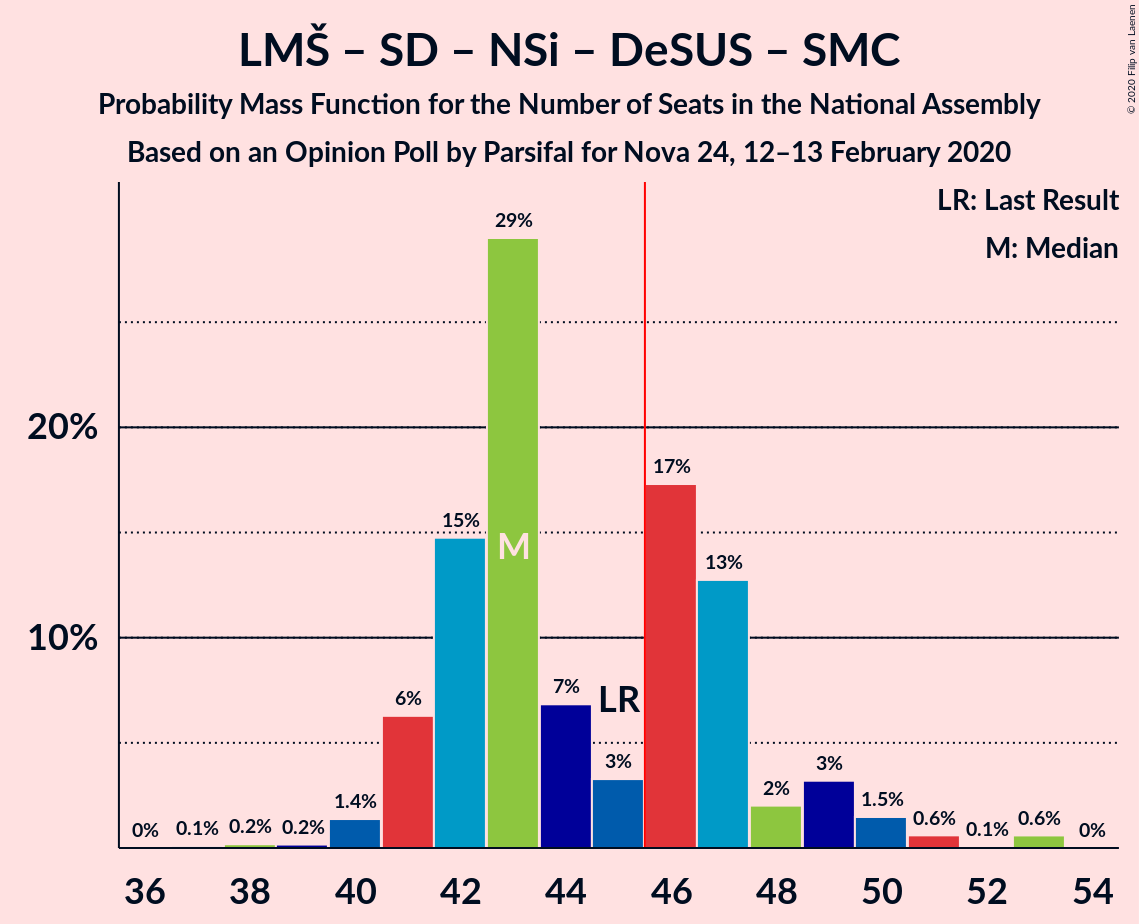 LMŠ – SD – NSi – DeSUS – SMC
Probability Mass Function for the Number of Seats in the National Assembly
Based on an Opinion Poll by Parsifal for Nova 24, 12–13 February 2020
© 2020 Filip van Laenen
LR: Last Result
M: Median
20%
10%
0%
0.1%
0.2%
0.2%
1.4%
6%
15%
29%
M
7%
LR
3%
17%
13%
2%
3%
1.5%
0.6%
0.1%
0.6%
0%
36 38 40 42 44 46 48 50 52 54